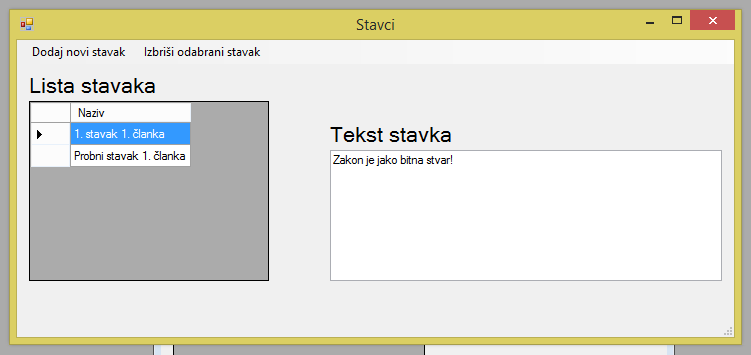 Stavci
Dodaj novi stavak Izbriši odabrani stavak
Lista stavaka
Naziv
1. stavak 1. članka
Probni stavak 1. članka
Tekst stavka
Zakon je jako bitna stvar!